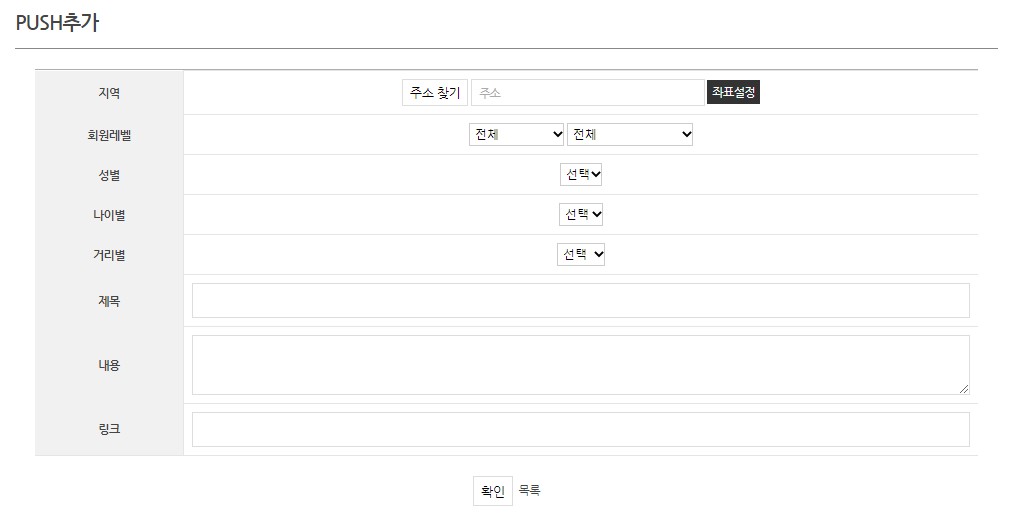 PUSH추가
지역 주소 찾기 주소 좌표설정
회원레벨 전체 전체
성별 선택
나이별 선택
거리별 선택
제목
내용
링크
확인 목록